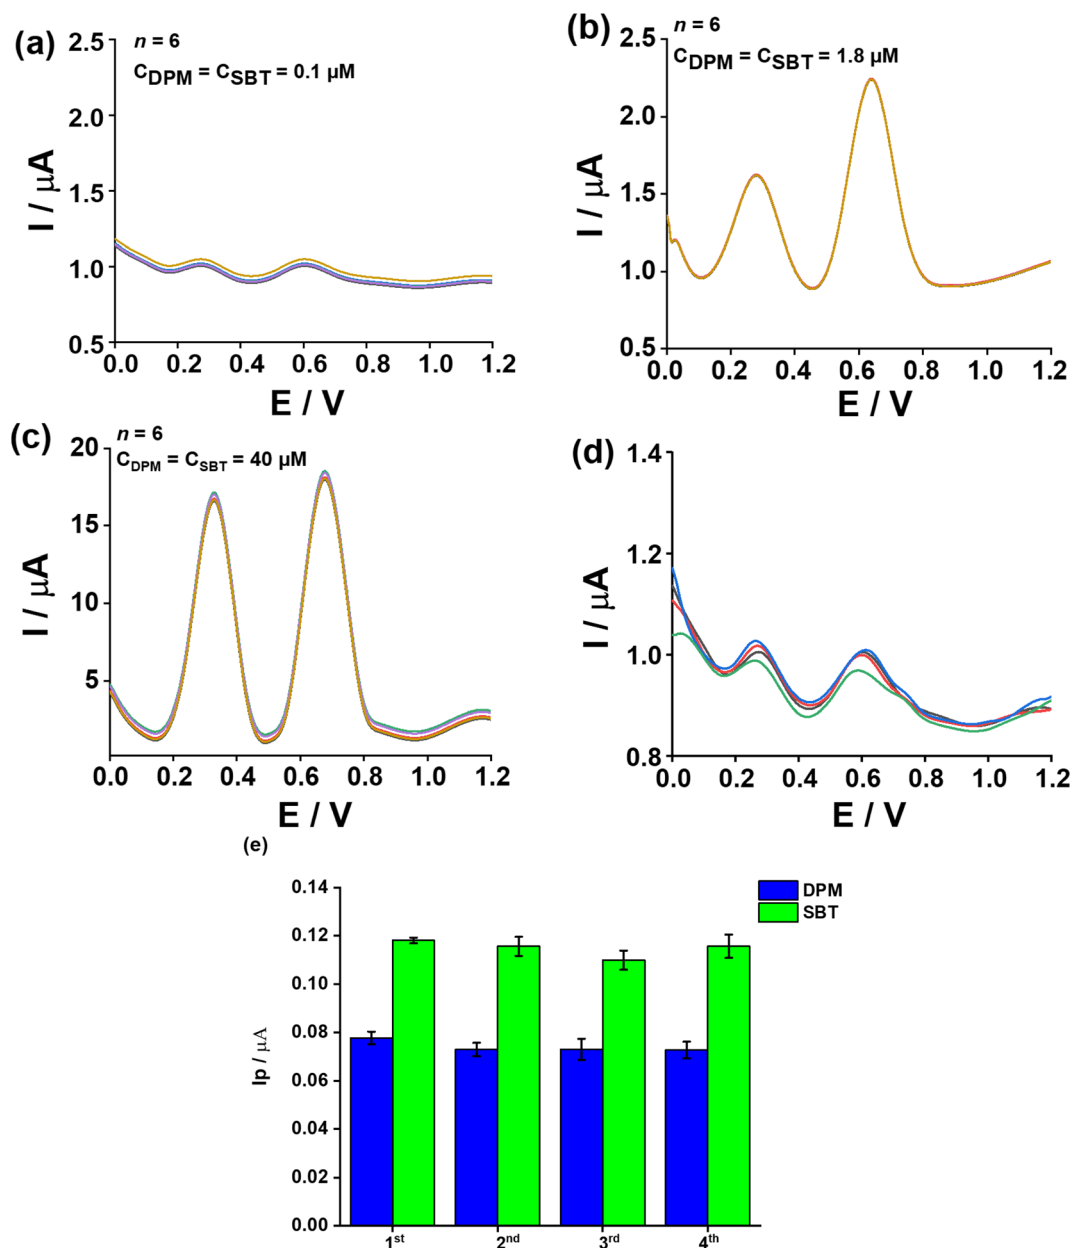 (a)
n = 6
C_DPM = C_SBT = 0.1 µM
2.5
2.0
1.5
1.0
0.5
I / µA
0.0 0.2 0.4 0.6 0.8 1.0 1.2
E / V
(b)
n = 6
C_DPM = C_SBT = 1.8 µM
2.5
2.0
1.5
1.0
0.5
I / µA
0.0 0.2 0.4 0.6 0.8 1.0 1.2
E / V
(c)
n = 6
C_DPM = C_SBT = 40 µM
20
15
10
5
I / µA
0.0 0.2 0.4 0.6 0.8 1.0 1.2
E / V
(d)
1.4
1.2
1.0
0.8
I / µA
0.0 0.2 0.4 0.6 0.8 1.0 1.2
E / V
(e)
DPM
SBT
0.14
0.12
0.10
0.08
0.06
0.04
0.02
0.00
Ip / µA
1st 2nd 3rd 4th